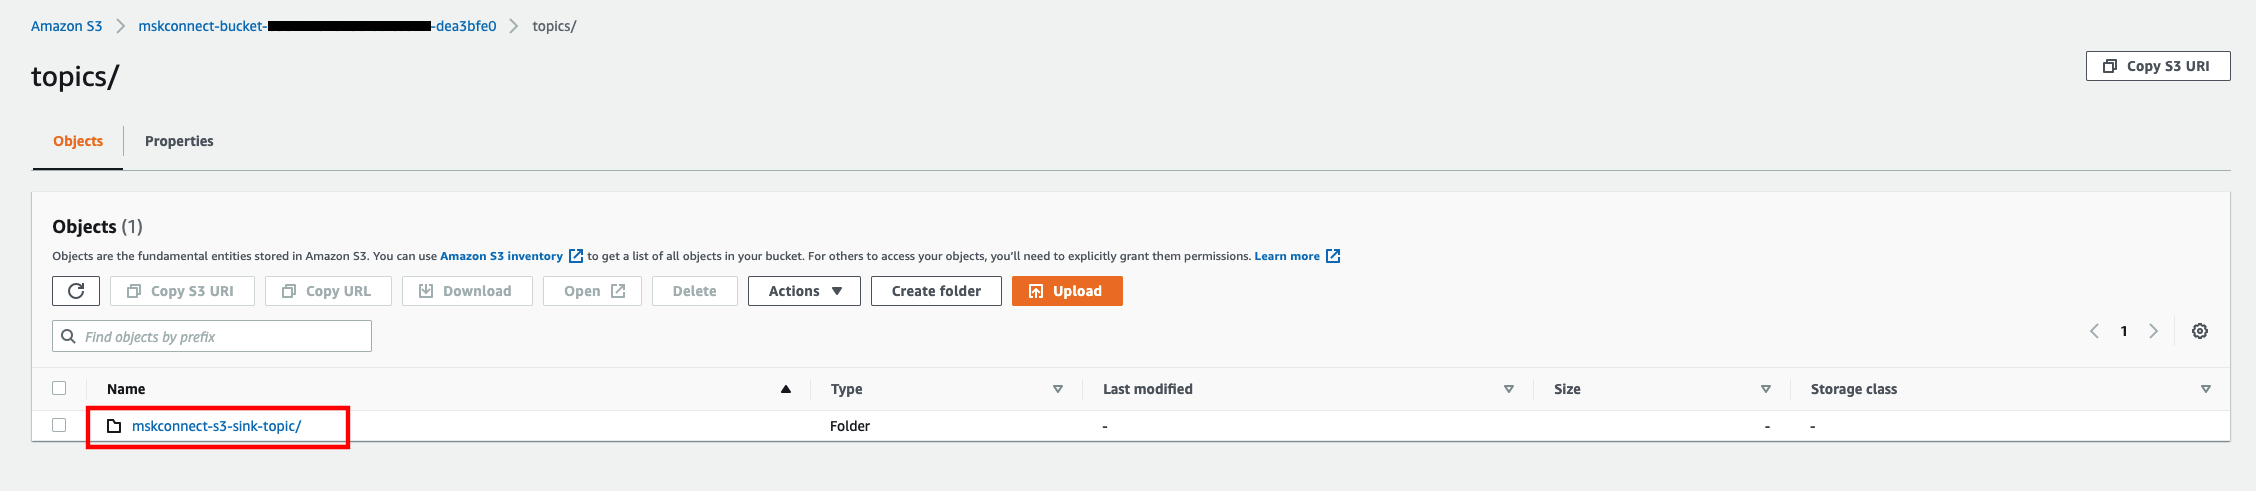 Amazon S3 > mskconnect-bucket- -dea3bfe0 > topics/
topics/
Copy S3 URI
Objects Properties
Objects (1)
Objects are the fundamental entities stored in Amazon S3. You can use Amazon S3 inventory to get a list of all objects in your bucket. For others to access your objects, you'll need to explicitly grant them permissions. Learn more
Copy S3 URI Copy URL Download Open Delete Actions Create folder Upload
Find objects by prefix
1
Name Type Last modified Size Storage class
mskconnect-s3-sink-topic/ Folder - - -